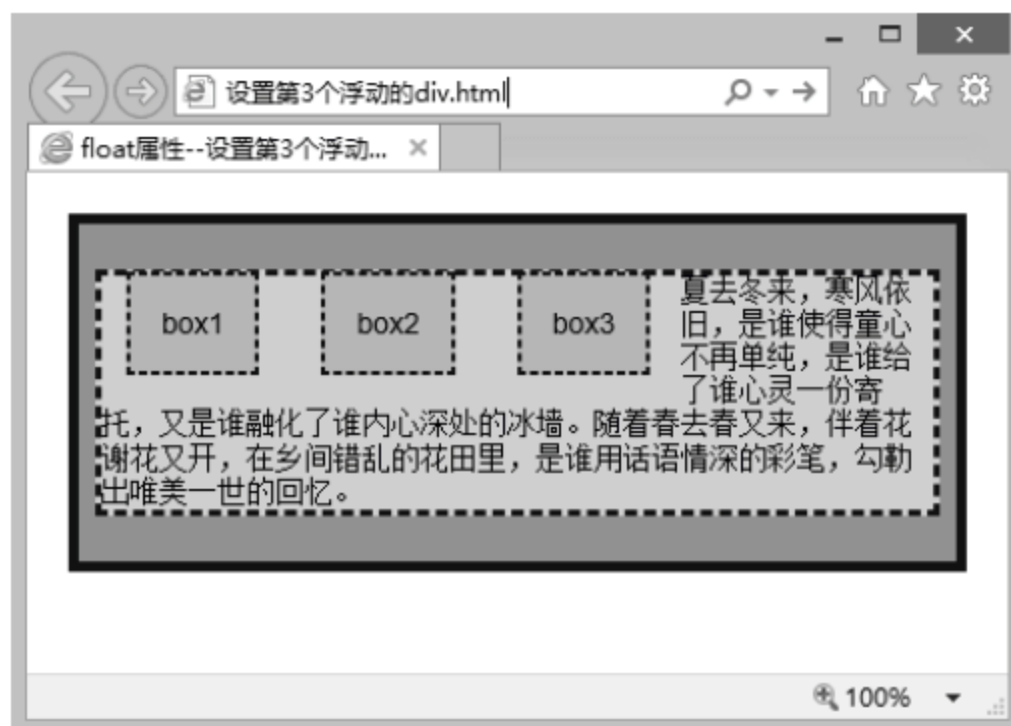 设置第3个浮动的div.html
float属性--设置第3个浮动...
box1
box2
box3
夏去冬来，寒风依
旧，是谁使得童心
不再单纯，是谁给
了谁心灵一份寄
托，又是谁融化了谁内心深处的冰墙。随着春去春又来，伴着花
谢花又开，在乡间错乱的花田里，是谁用话语情深的彩笔，勾勒
出唯美一世的回忆。
100%